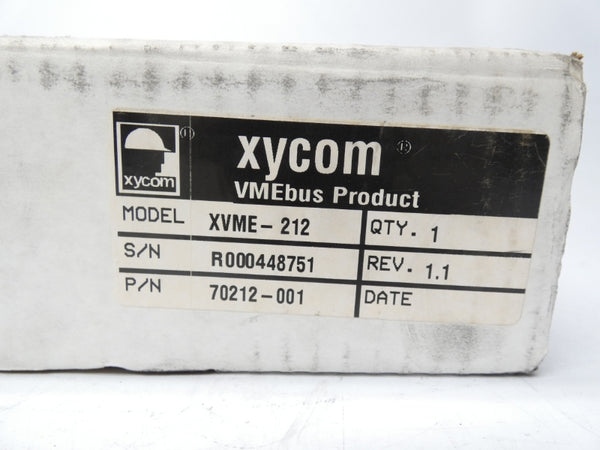 xycom ®
xycom ®
VMEbus Product
MODEL XVME-212 QTY. 1
S/N R000448751 REV. 1.1
P/N 70212-001 DATE